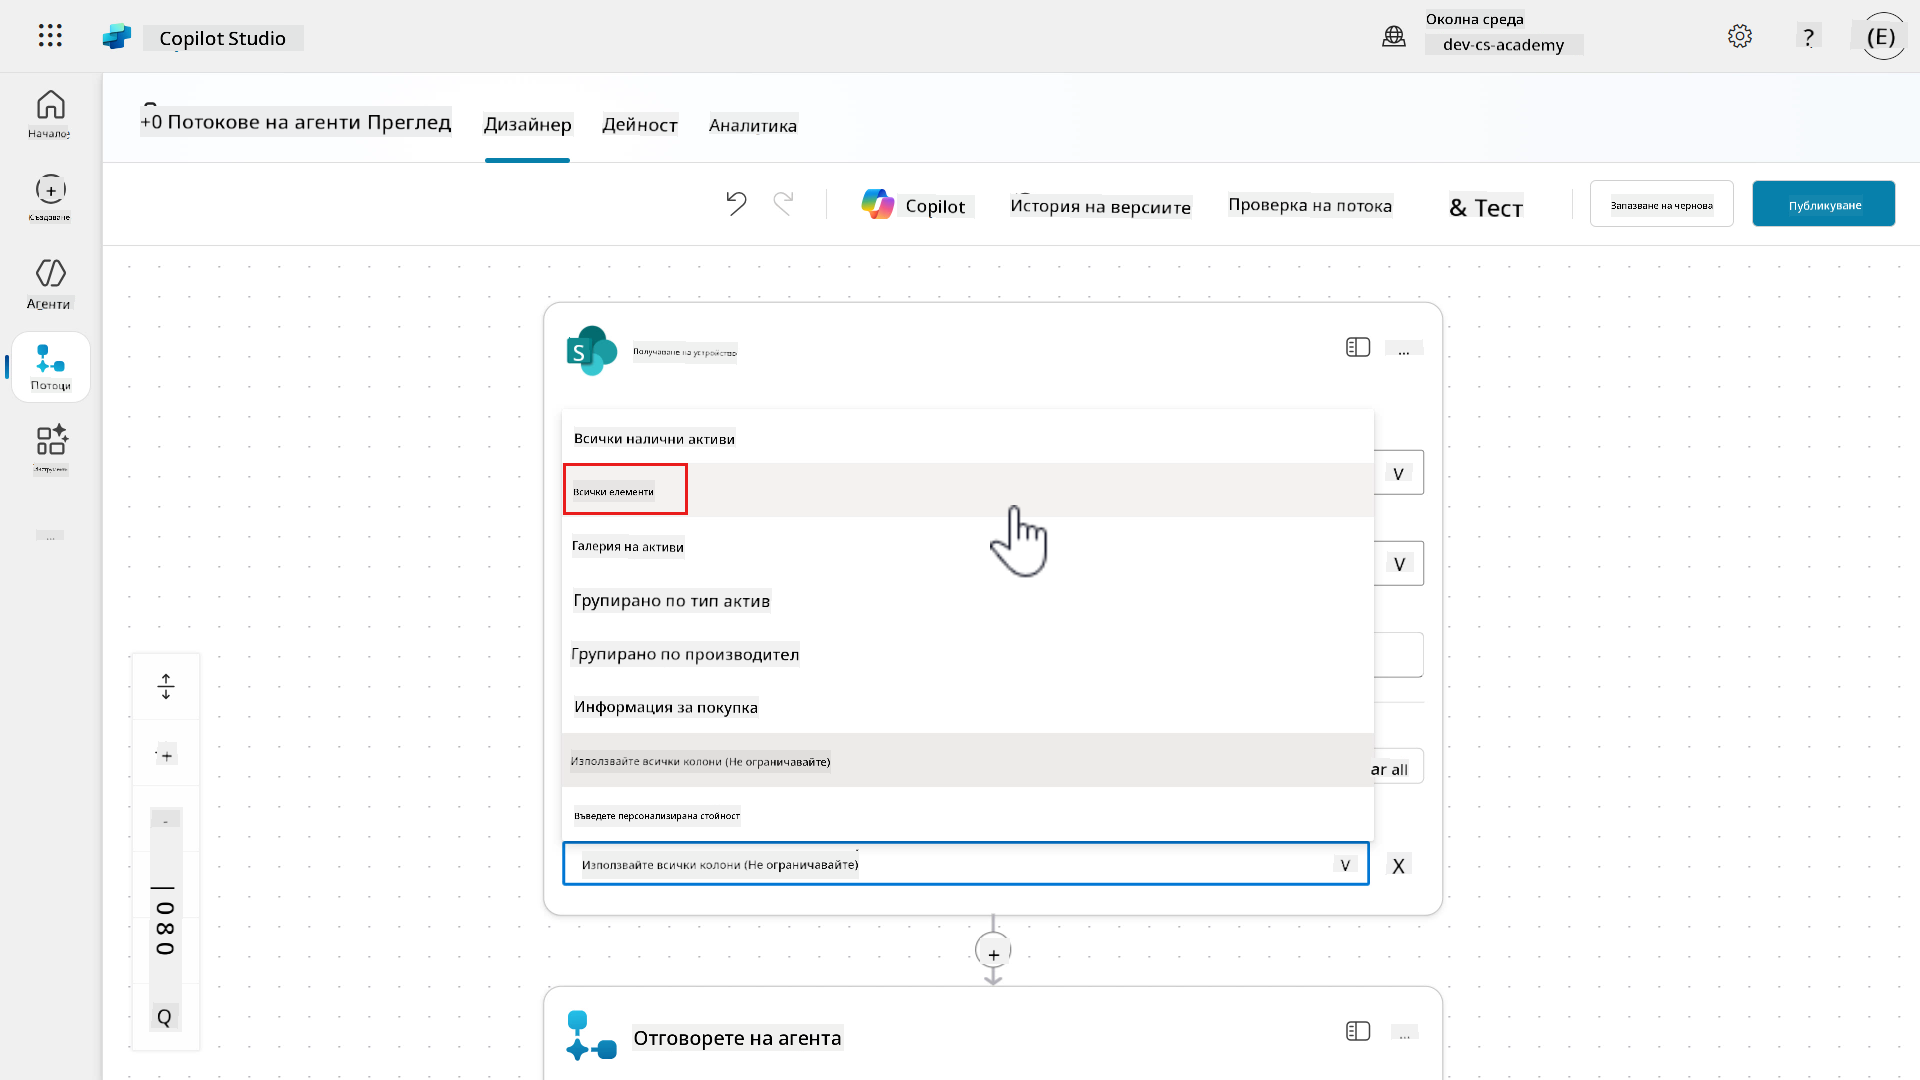 Copilot Studio
Околна среда
dev-cs-academy
?
(E)
+0 Потокове на агенти Преглед
Дизайнер
Дейност
Аналитика
Начало
Създаване
Агенти
Потоци
Инструменти
...
Copilot
История на версиите
Проверка на потока
& Тест
Запазване на чернова
Публикуване
S
Получаване на устройство
...
Всички налични активи
Всички елементи
V
Галерия на активи
V
Групирано по тип актив
Групирано по производител
Информация за покупка
Използвайте всички колони (Не ограничавайте)
ar all
Въведете персонализирана стойност
Използвайте всички колони (Не ограничавайте)
V
X
+
+
-
| 080
Q
Отговорете на агента
...